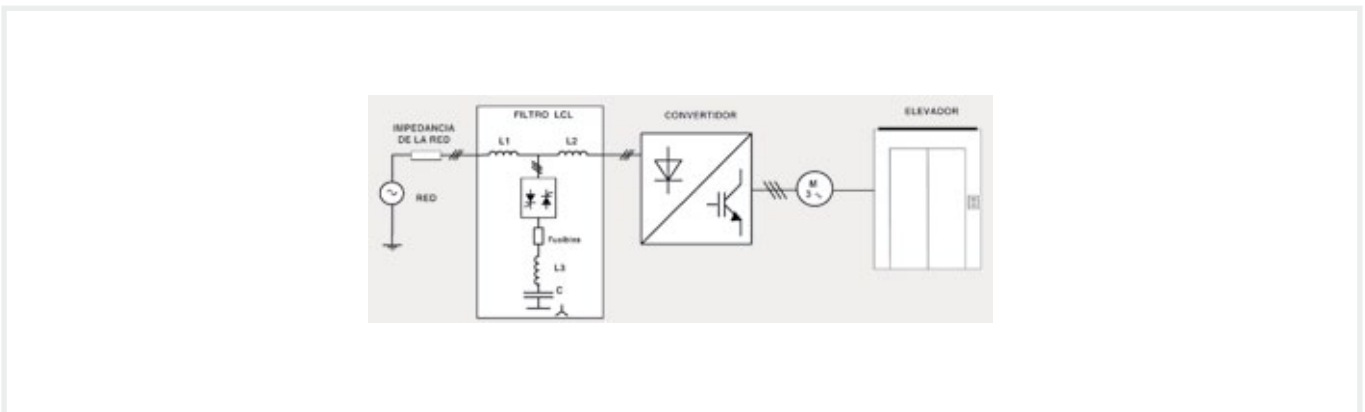 FILTRO LCL
CONVERTIDOR
ELEVADOR
IMPEDANCIA
DE LA RED
L1
L2
RED
M
3 ∿
Fusibles
L3
C